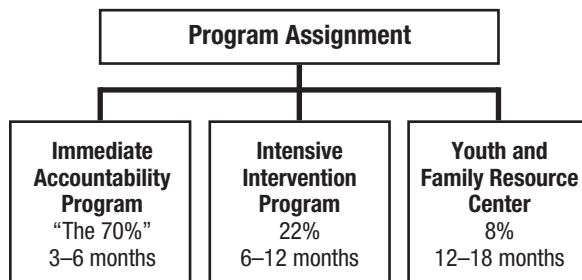 Program Assignment
Immediate
Accountability
Program
“The 70%”
3–6 months
Intensive
Intervention
Program
22%
6–12 months
Youth and
Family Resource
Center
8%
12–18 months